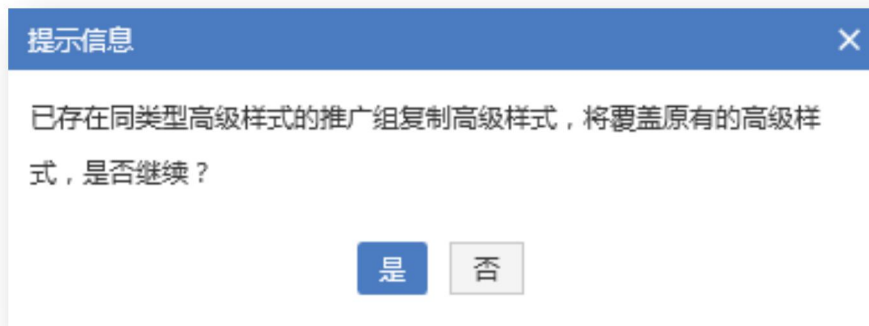 提示信息
已存在同类型高级样式的推广组复制高级样式，将覆盖原有的高级样
式，是否继续？
是 否